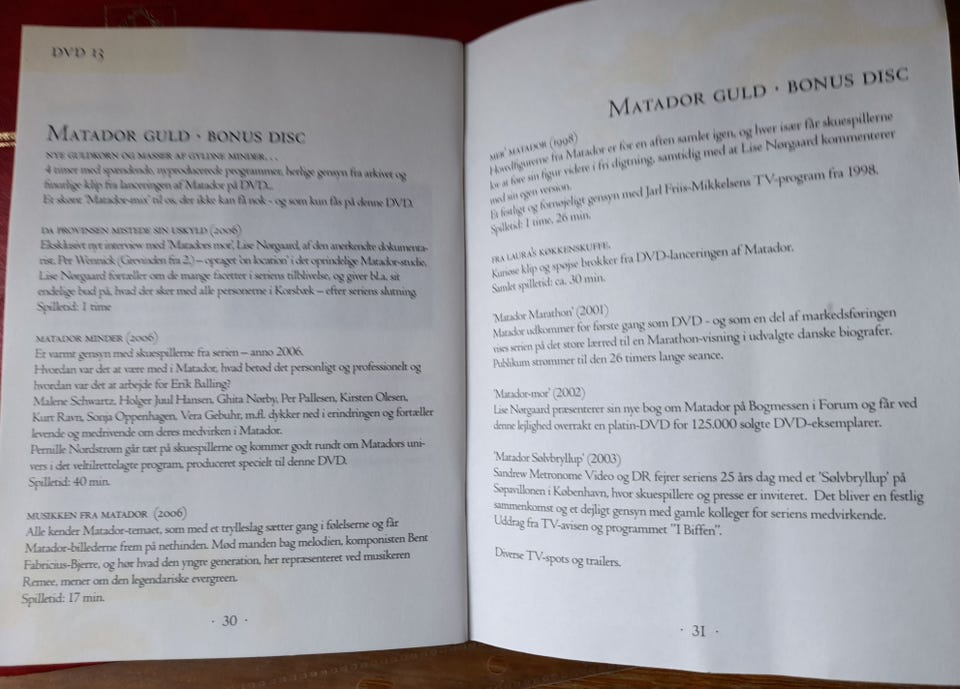 DVD 13
MATADOR GULD · BONUS DISC
NYE GULDKORN OG MASSER AF GYLDNE MINDER...
4 timer med spændende, nyproducerede programmer, herlige gensyn fra arkivet og
finurlige klip fra lanceringen af Matador på DVD...
Et skønt 'Matador-mix' til os, der ikke kan få nok - og som kun fås på denne DVD.
DA PROVINSEN MISTEDE SIN USKYLD (2006)
Eksklusivt nyt interview med 'Matadors mor', Lise Nørgaard, af den anerkendte dokumenta-
rist, Per Wennick (Grevinden fra 2.) – optaget 'on location' i det oprindelige Matador-studie.
Lise Nørgaard fortæller om de mange facetter i seriens tilblivelse, og giver bl.a. sit
endelige bud på, hvad der sker med alle personerne i Korsbæk – efter seriens slutning.
Spilletid: 1 time
MATADOR MINDER (2006)
Et varmt gensyn med skuespillerne fra serien – anno 2006.
Hvordan var det at være med i Matador, hvad betød det personligt og professionelt og
hvordan var det at arbejde for Erik Balling?
Malene Schwartz, Holger Juul Hansen, Ghita Nørby, Per Pallesen, Kirsten Olesen,
Kurt Ravn, Sonja Oppenhagen, Vera Gebuhr, m.fl. dykker ned i erindringen og fortæller
levende og medrivende om deres medvirken i Matador.
Pernille Nordstrøm går tæt på skuespillerne og kommer godt rundt om Matadors uni-
vers i det veltilrettelagte program, produceret specielt til denne DVD.
Spilletid: 40 min.
MUSIKKEN FRA MATADOR (2006)
Alle kender Matador-temaet, som med et trylleslag sætter gang i følelserne og får
Matador-billederne frem på nethinden. Mød manden bag melodien, komponisten Bent
Fabricius-Bjerre, og hør hvad den yngre generation, her repræsenteret ved musikeren
Remee, mener om den legendariske evergreen.
Spilletid: 17 min.
· 30 ·
MATADOR GULD · BONUS DISC
MER' MATADOR (1998)
Hovedfigurerne fra Matador er for en aften samlet igen, og hver især får skuespillerne
lov at føre sin figur videre i fri digtning, samtidig med at Lise Nørgaard kommenterer
med sin egen version.
Et festligt og fornøjeligt gensyn med Jarl Friis-Mikkelsens TV-program fra 1998.
Spilletid: 1 time, 26 min.
FRA LAURA'S KØKKENSKUFFE.
Kuriøse klip og spøjse brokker fra DVD-lanceringen af Matador.
Samlet spilletid: ca. 30 min.
'Matador Marathon' (2001)
Matador udkommer for første gang som DVD - og som en del af markedsføringen
vises serien på det store lærred til en Marathon-visning i udvalgte danske biografer.
Publikum strømmer til den 26 timers lange seance.
'Matador-mor' (2002)
Lise Nørgaard præsenterer sin nye bog om Matador på Bogmessen i Forum og får ved
denne lejlighed overrakt en platin-DVD for 125.000 solgte DVD-eksemplarer.
'Matador Sølvbryllup' (2003)
Sandrew Metronome Video og DR fejrer seriens 25 års dag med et 'Sølvbryllup' på
Søpavillonen i København, hvor skuespillere og presse er inviteret. Det bliver en festlig
sammenkomst og et dejligt gensyn med gamle kolleger for seriens medvirkende.
Uddrag fra TV-avisen og programmet "I Biffen".
Diverse TV-spots og trailers.
· 31 ·